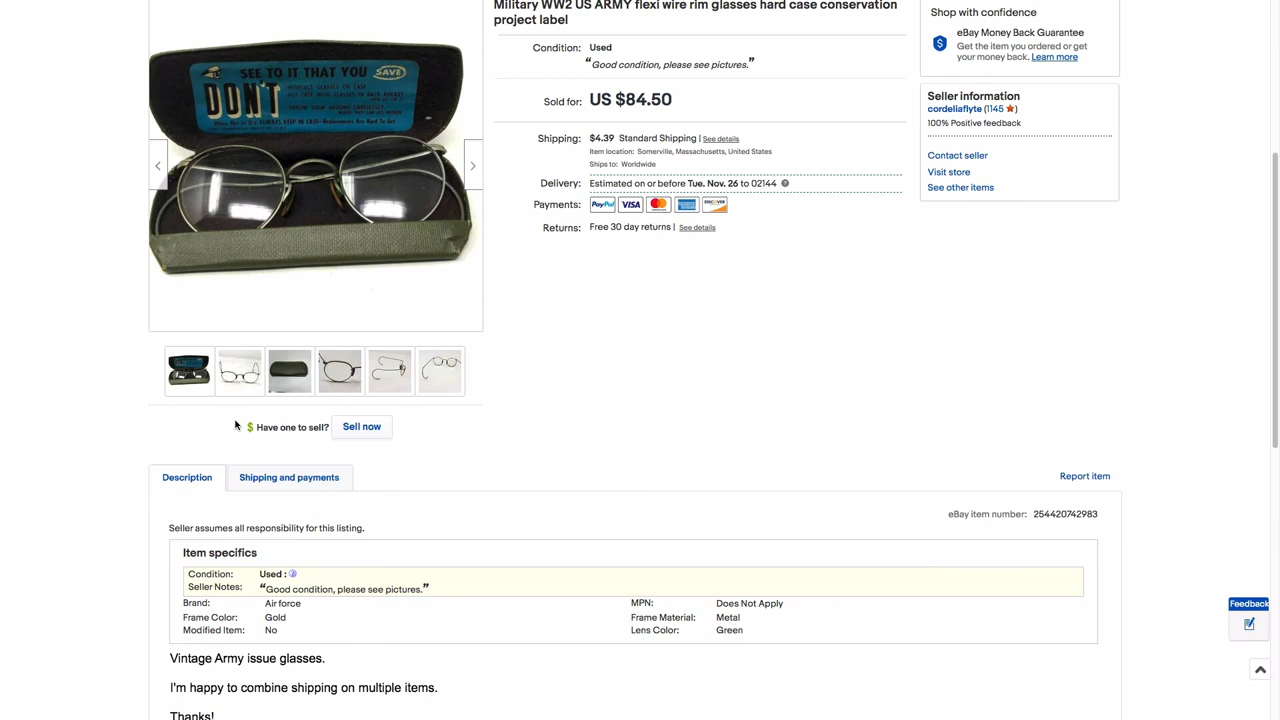 Military WW2 US ARMY flexi wire rim glasses hard case conservation
project label
Condition: Used
"Good condition, please see pictures."
Sold for: US $84.50
Shipping: $4.39 Standard Shipping | See details
Item location: Somerville, Massachusetts, United States
Ships to: Worldwide
Delivery: Estimated on or before Tue. Nov. 26 to 02144
Payments: PayPal VISA
Returns: Free 30 day returns | See details
Shop with confidence
eBay Money Back Guarantee
Get the item you ordered or get
your money back. Learn more
Seller information
cordeliaflyte (1145)
100% Positive feedback
Contact seller
Visit store
See other items
SEE TO IT THAT YOU SAVE
DON'T
Have one to sell? Sell now
Description Shipping and payments
Report item
eBay item number: 254420742983
Seller assumes all responsibility for this listing.
Item specifics
Condition: Used :
Seller Notes: "Good condition, please see pictures."
Brand: Air force MPN: Does Not Apply
Frame Color: Gold Frame Material: Metal
Modified Item: No Lens Color: Green
Vintage Army issue glasses.
I'm happy to combine shipping on multiple items.
Thanks!
Feedback